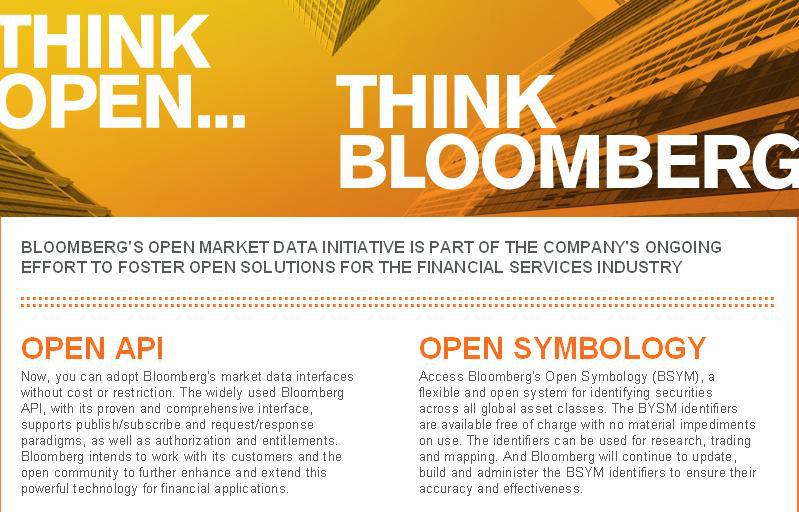 THINK
OPEN...
THINK
BLOOMBERG
BLOOMBERG'S OPEN MARKET DATA INITIATIVE IS PART OF THE COMPANY'S ONGOING
EFFORT TO FOSTER OPEN SOLUTIONS FOR THE FINANCIAL SERVICES INDUSTRY
OPEN API
Now, you can adopt Bloomberg's market data interfaces
without cost or restriction. The widely used Bloomberg
API, with its proven and comprehensive interface,
supports publish/subscribe and request/response
paradigms, as well as authorization and entitlements.
Bloomberg intends to work with its customers and the
open community to further enhance and extend this
powerful technology for financial applications.
OPEN SYMBOLOGY
Access Bloomberg's Open Symbology (BSYM), a
flexible and open system for identifying securities
across all global asset classes. The BYSM identifiers
are available free of charge with no material impediments
on use. The identifiers can be used for research, trading
and mapping. And Bloomberg will continue to update,
build and administer the BSYM identifiers to ensure their
accuracy and effectiveness.